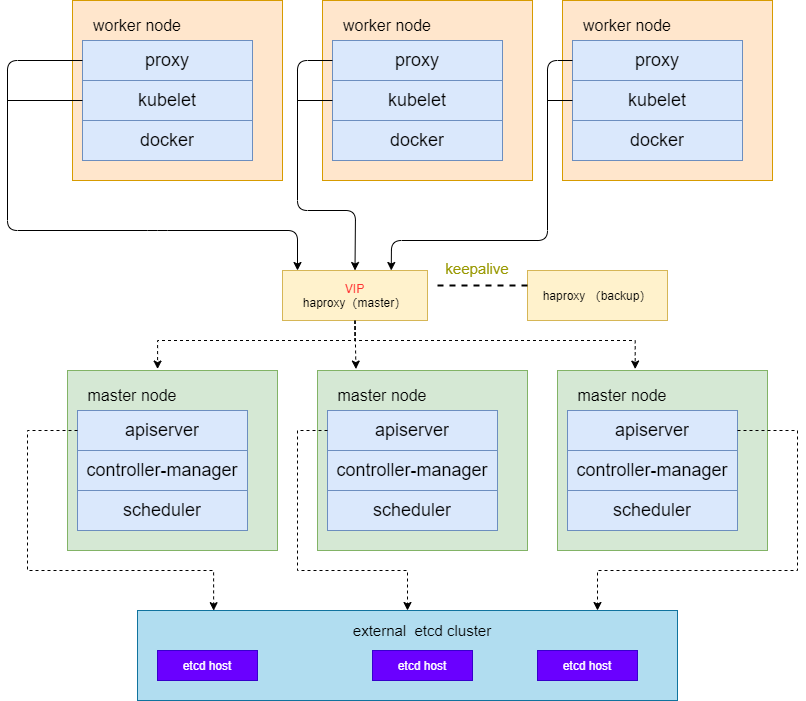 worker node
worker node
worker node
proxy
proxy
proxy
kubelet
kubelet
kubelet
docker
docker
docker
keepalive
VIP
haproxy（master）
haproxy （backup）
master node
master node
master node
apiserver
apiserver
apiserver
controller-manager
controller-manager
controller-manager
scheduler
scheduler
scheduler
external etcd cluster
etcd host
etcd host
etcd host